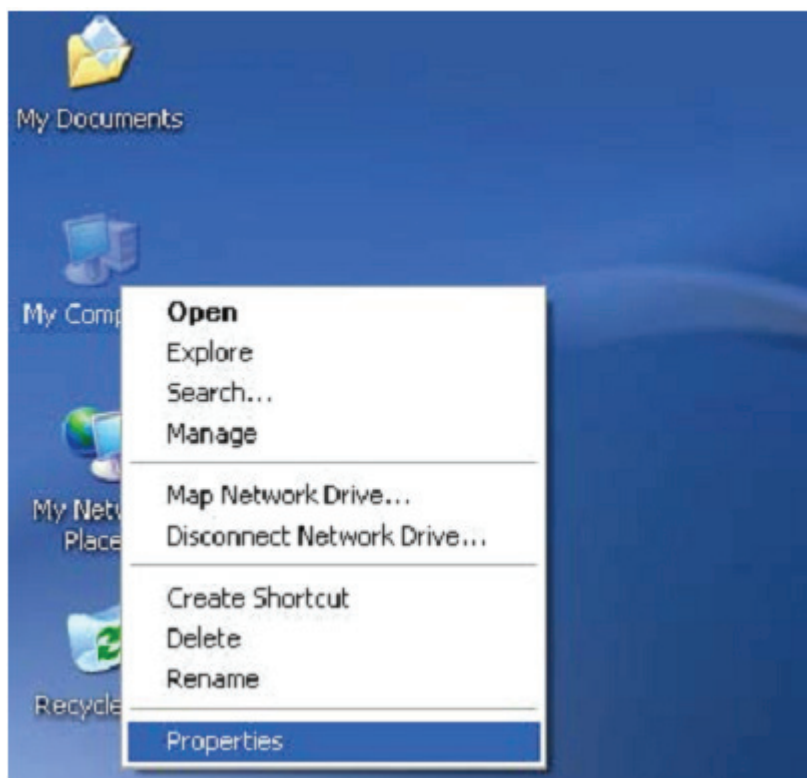 My Documents
My Comp
Open
Explore
Search...
Manage
Map Network Drive...
Disconnect Network Drive...
My Netw
Place
Create Shortcut
Delete
Rename
Recycle
Properties